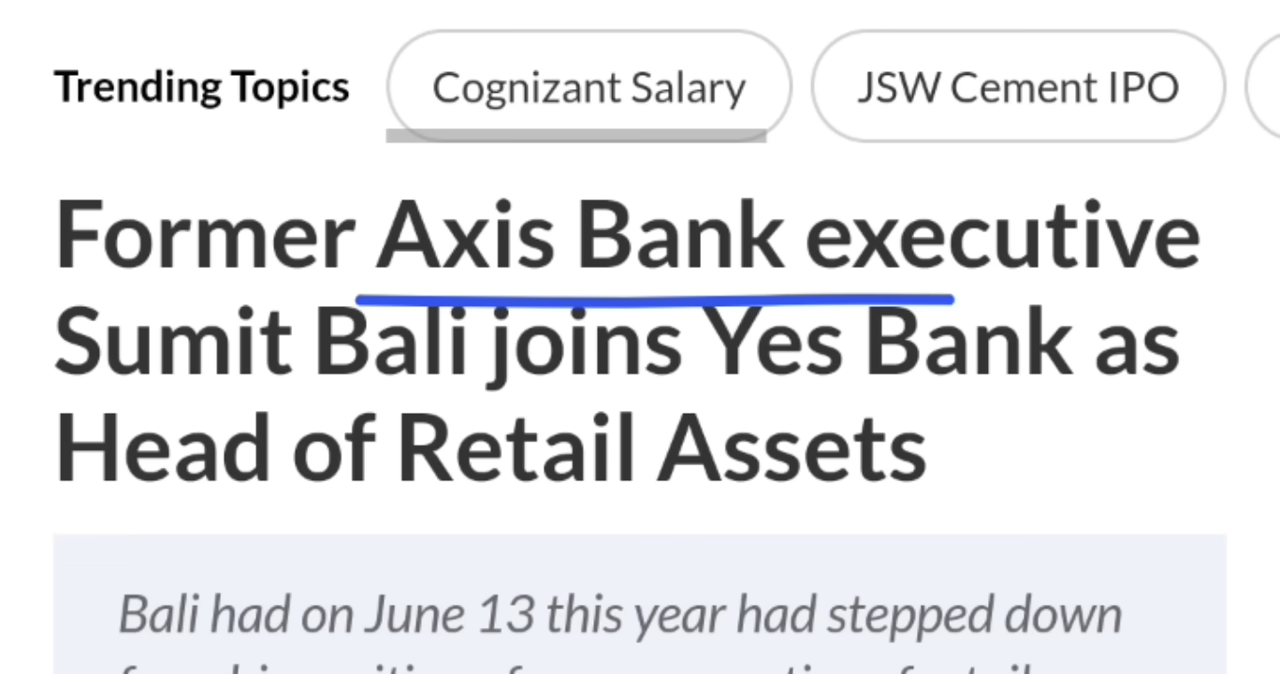 Trending Topics Cognizant Salary JSW Cement IPO
Former Axis Bank executive
Sumit Bali joins Yes Bank as
Head of Retail Assets
Bali had on June 13 this year had stepped down